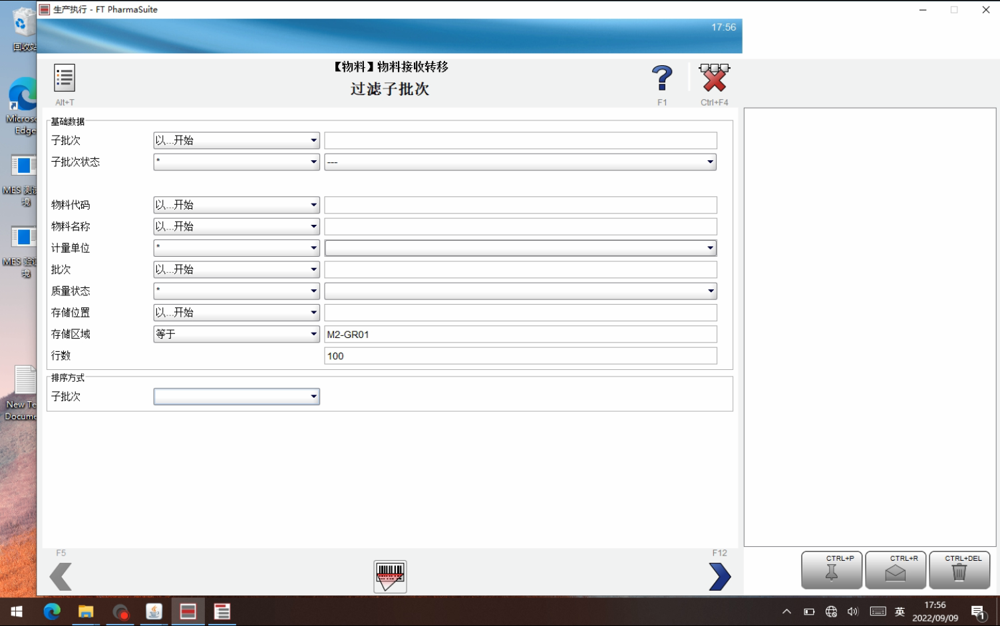 生产执行 - FT PharmaSuite
17:56
回收站
【物料】物料接收转移
过滤子批次
Alt+T
F1
Ctrl+F4
Microso
Edge
基础数据
子批次
以...开始
子批次状态
*
---
MES 测试
境
物料代码
以...开始
物料名称
以...开始
计量单位
*
MES 验证
境
批次
以...开始
质量状态
*
存储位置
以...开始
存储区域
等于
M2-GR01
行数
100
排序方式
子批次
New Te
Docume
F5
F12
CTRL+P
CTRL+R
CTRL+DEL
英
17:56
2022/09/09
1